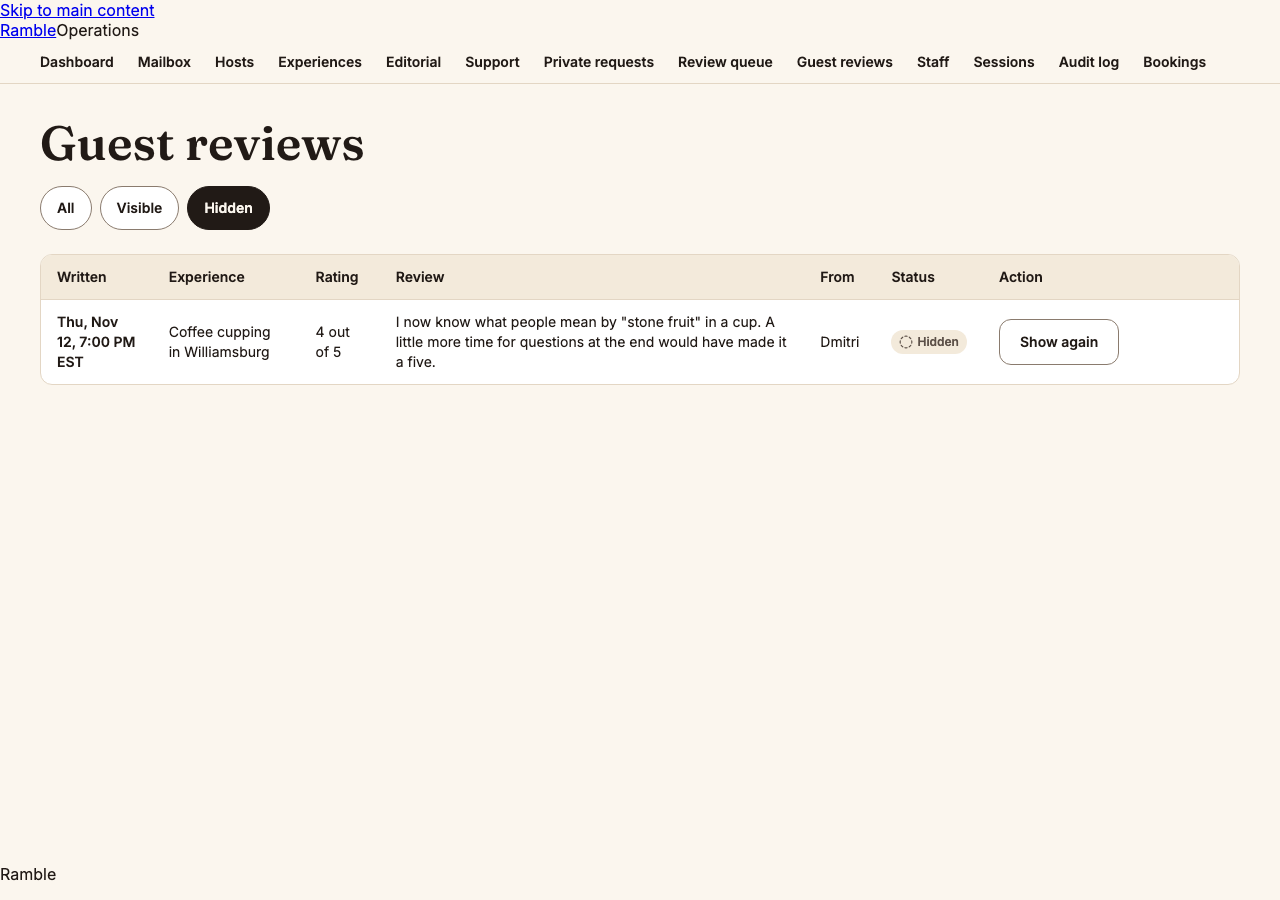 Skip to main content
RambleOperations
Dashboard Mailbox Hosts Experiences Editorial Support Private requests Review queue Guest reviews Staff Sessions Audit log Bookings
Guest reviews
All Visible Hidden
Written Experience Rating Review From Status Action
Thu, Nov
12, 7:00 PM
EST
Coffee cupping
in Williamsburg
4 out
of 5
I now know what people mean by "stone fruit" in a cup. A
little more time for questions at the end would have made it
a five.
Dmitri
Hidden
Show again
Ramble